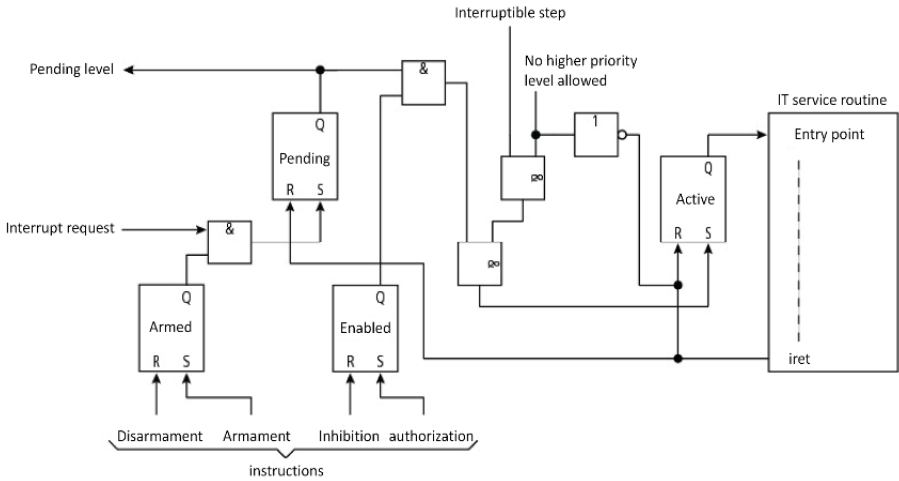 Interruptible step
No higher priority
level allowed
Pending level
&
IT service routine
1
Entry point
Q
Pending
R S
&
Q
Active
R S
Interrupt request
&
&
Q
Armed
R S
Q
Enabled
R S
iret
Disarmament Armament Inhibition authorization
instructions